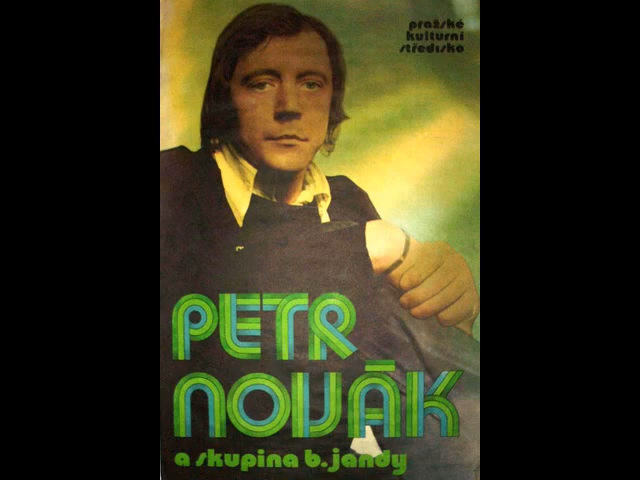 pražské
kulturní
středisko
PETR
NOVÁK
a skupina b. jandy